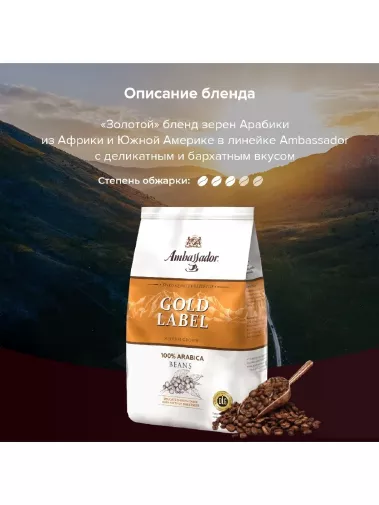 Описание бленда
«Золотой» бленд зерен Арабики
из Африки и Южной Америке в линейке Ambassador
с деликатным и бархатным вкусом
Степень обжарки:
Ambassador
GOLD
LABEL
100% ARABICA
BEANS